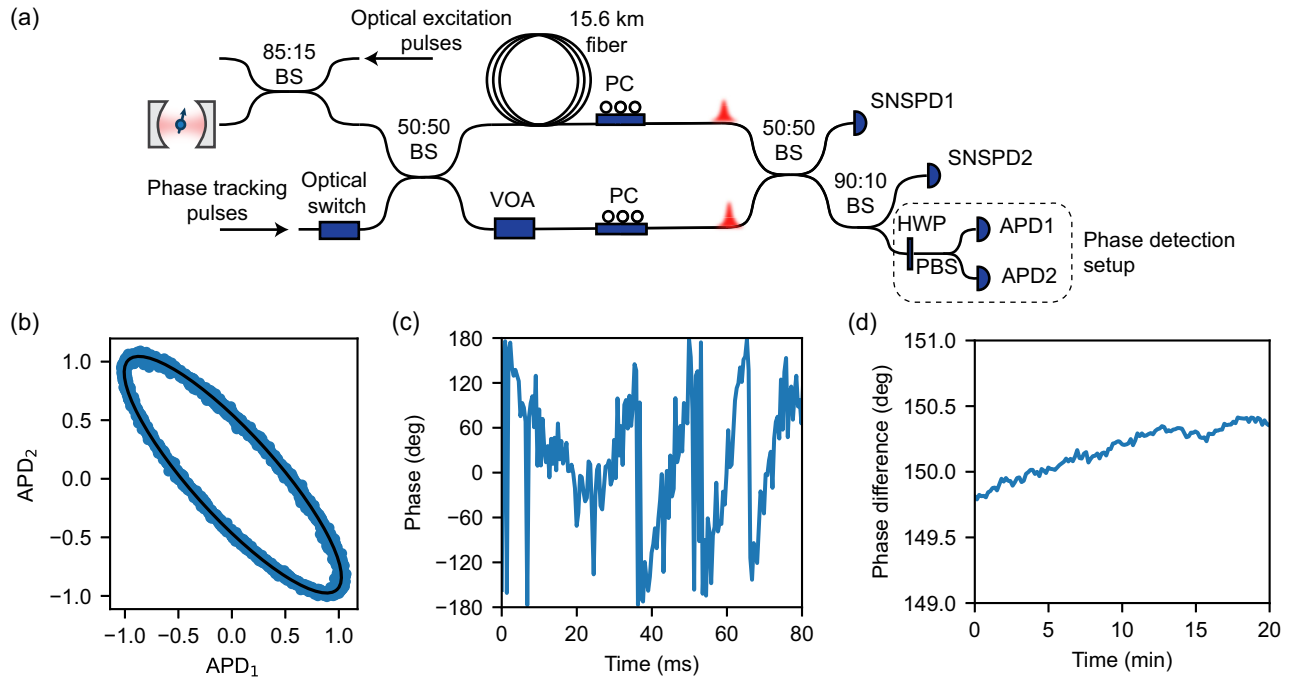 (a)
Optical excitation
pulses
15.6 km
fiber
85:15
BS
PC
SNSPD1
50:50
BS
50:50
BS
SNSPD2
90:10
BS
Phase tracking
pulses
Optical
switch
VOA
PC
HWP
APD1
PBS
APD2
Phase detection
setup
(b)
1.0
0.5
0.0
−0.5
−1.0
APD2
−1.0 −0.5 0.0 0.5 1.0
APD1
(c)
180
120
60
0
−60
−120
−180
Phase (deg)
0 20 40 60 80
Time (ms)
(d)
151.0
150.5
150.0
149.5
149.0
Phase difference (deg)
0 5 10 15 20
Time (min)